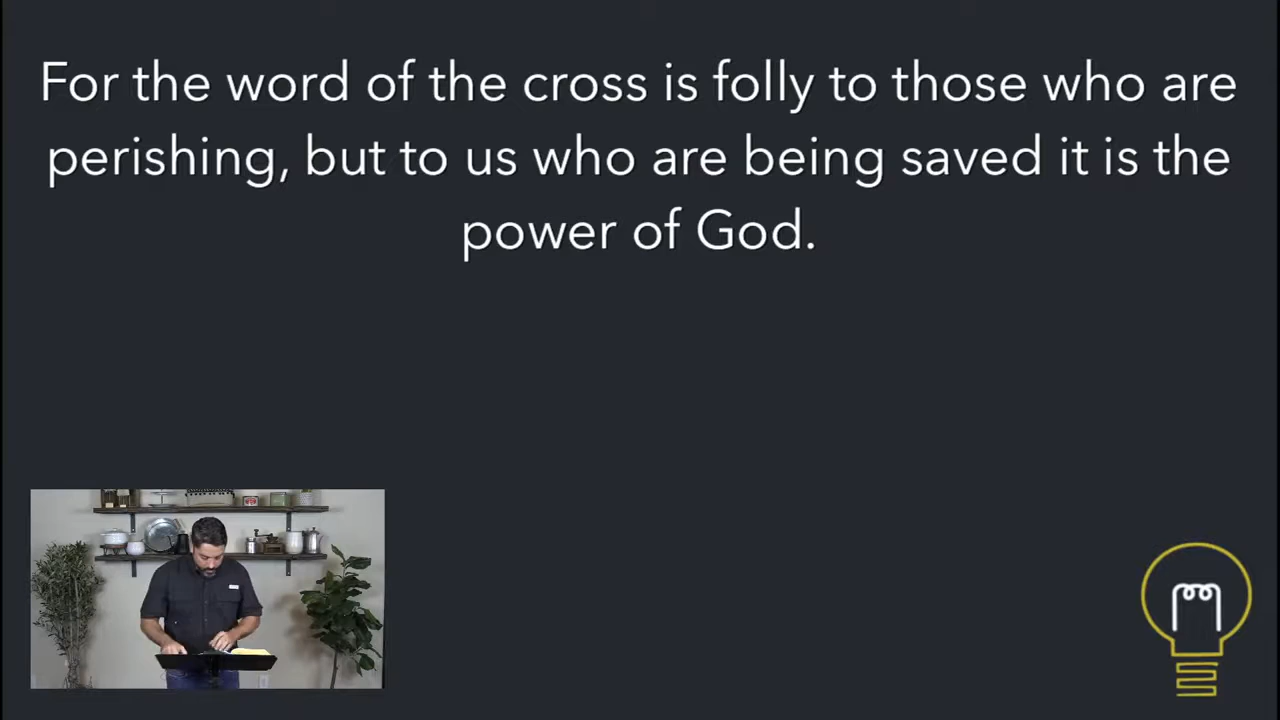 For the word of the cross is folly to those who are
perishing, but to us who are being saved it is the
power of God.